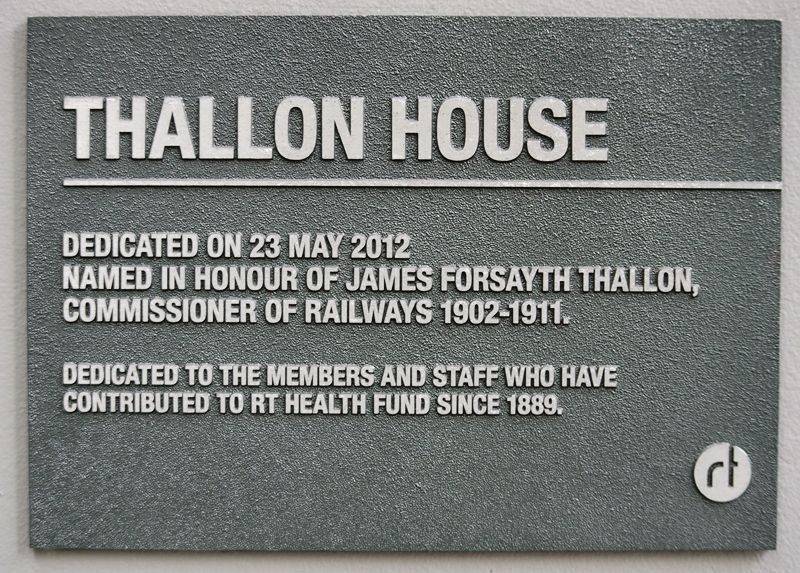 THALLON HOUSE
DEDICATED ON 23 MAY 2012
NAMED IN HONOUR OF JAMES FORSAYTH THALLON,
COMMISSIONER OF RAILWAYS 1902-1911.
DEDICATED TO THE MEMBERS AND STAFF WHO HAVE
CONTRIBUTED TO RT HEALTH FUND SINCE 1889.
rt